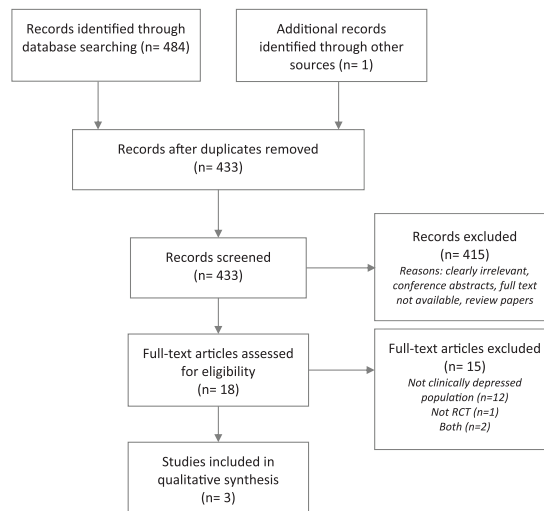 Records identified through
database searching (n= 484)
Additional records
identified through other
sources (n= 1)
Records after duplicates removed
(n= 433)
Records screened
(n= 433)
Records excluded
(n= 415)
Reasons: clearly irrelevant,
conference abstracts, full text
not available, review papers
Full-text articles assessed
for eligibility
(n= 18)
Full-text articles excluded
(n= 15)
Not clinically depressed
population (n=12)
Not RCT (n=1)
Both (n=2)
Studies included in
qualitative synthesis
(n= 3)